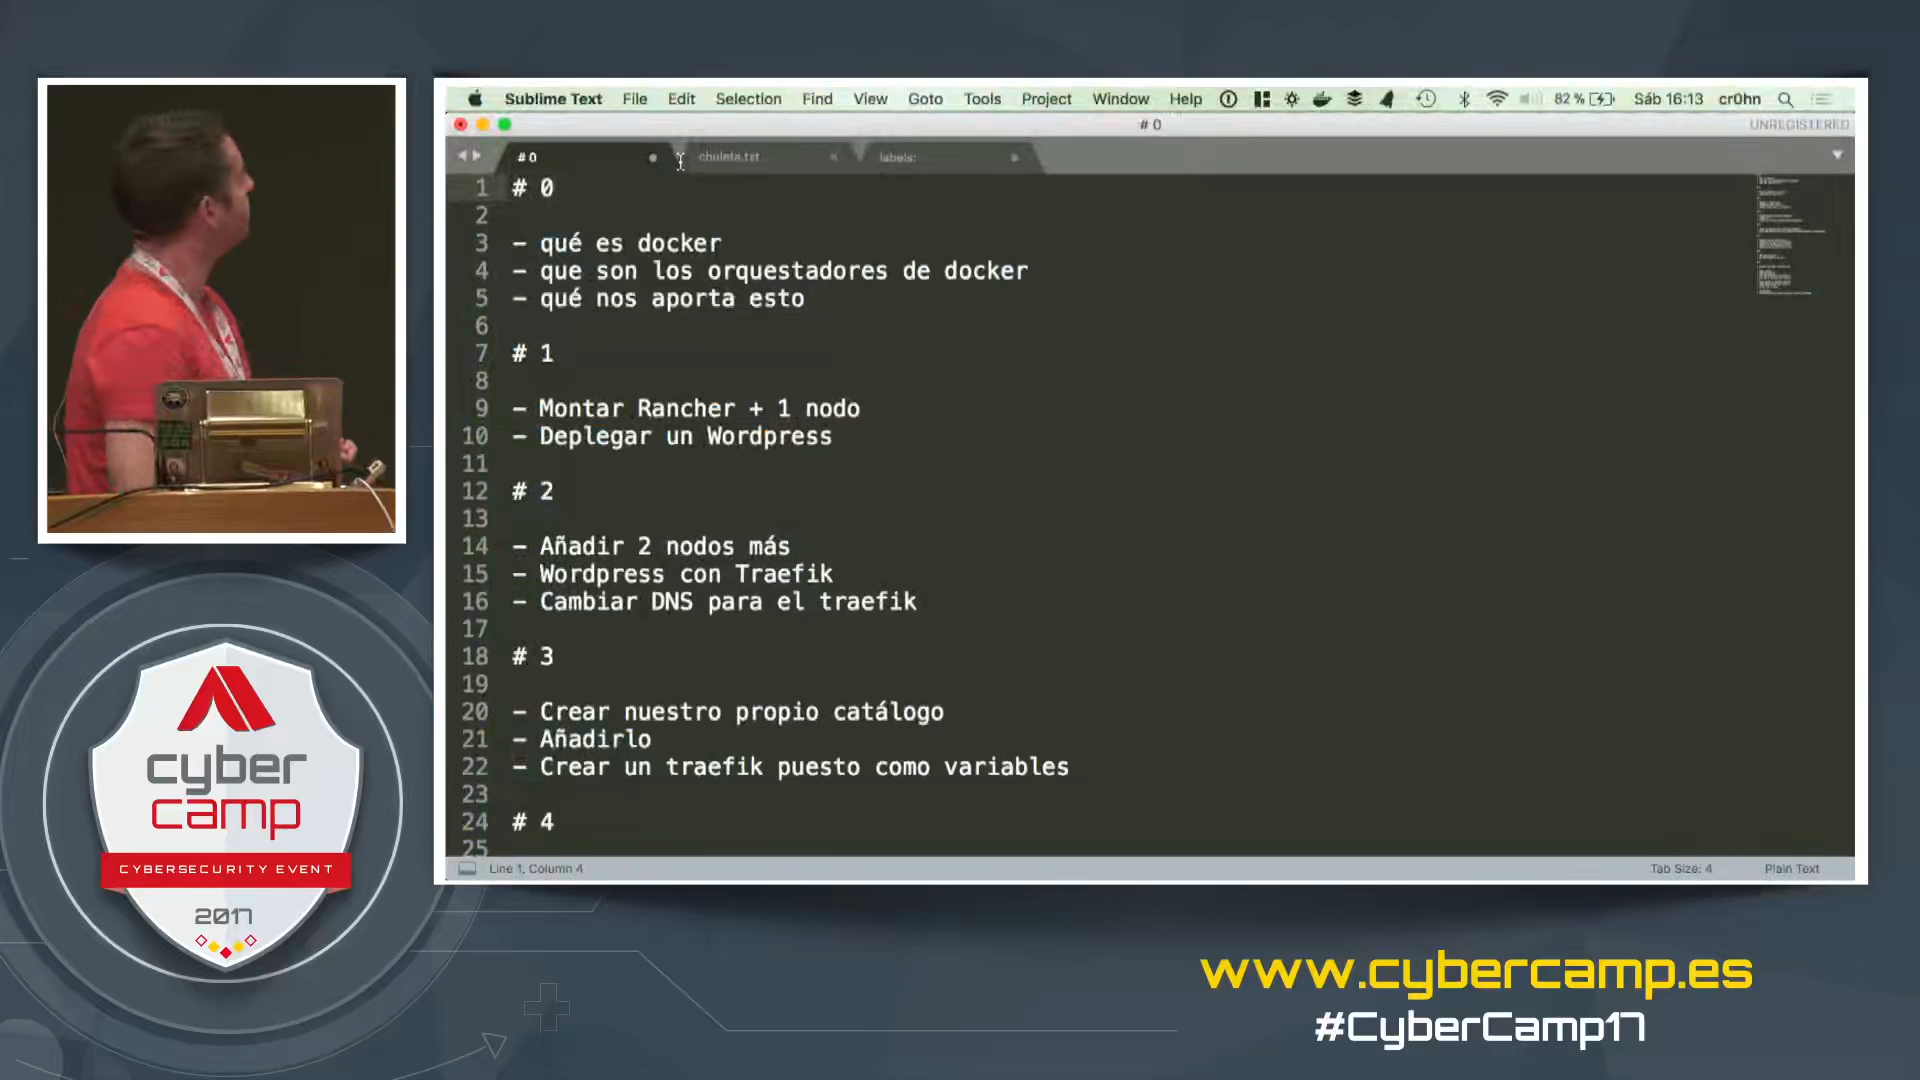 Sublime Text File Edit Selection Find View Goto Tools Project Window Help 82 % Sáb 16:13 cr0hn
# 0
UNREGISTERED
# 0 chuleta.txt labels:
1 # 0
2
3 - qué es docker
4 - que son los orquestadores de docker
5 - qué nos aporta esto
6
7 # 1
8
9 - Montar Rancher + 1 nodo
10 - Deplegar un Wordpress
11
12 # 2
13
14 - Añadir 2 nodos más
15 - Wordpress con Traefik
16 - Cambiar DNS para el traefik
17
18 # 3
19
20 - Crear nuestro propio catálogo
21 - Añadirlo
22 - Crear un traefik puesto como variables
23
24 # 4
25
Line 1, Column 4 Tab Size: 4 Plain Text
cyber
camp
CYBERSECURITY EVENT
2017
www.cybercamp.es
#CyberCamp17